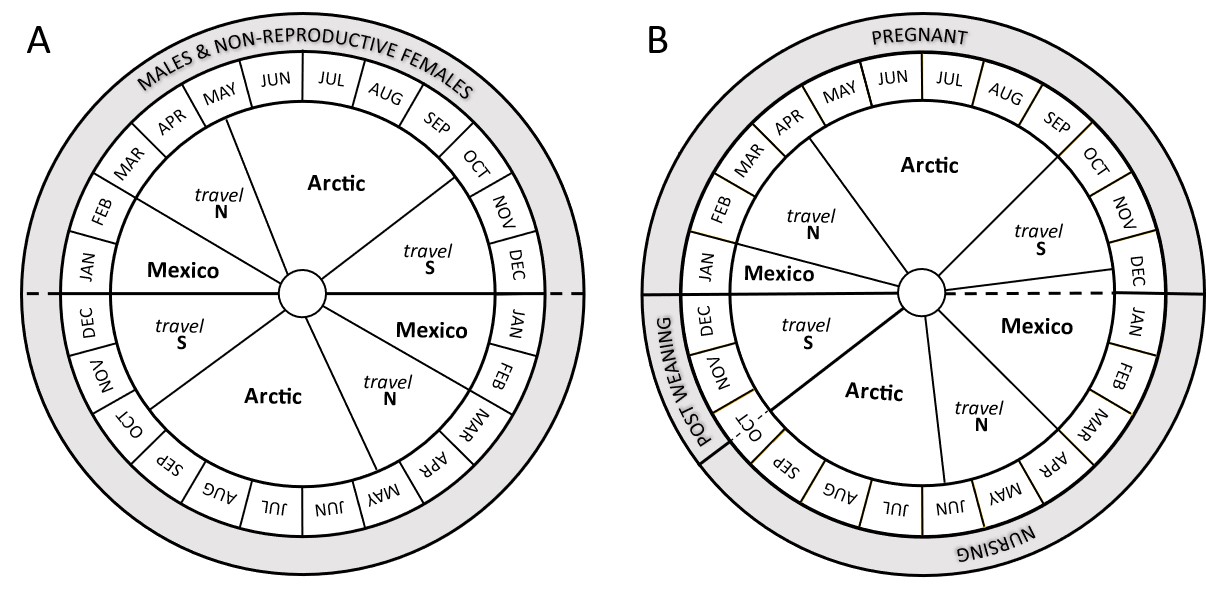 A
MALES & NON-REPRODUCTIVE FEMALES
JAN
FEB
MAR
APR
MAY
JUN
JUL
AUG
SEP
OCT
NOV
DEC
JAN
FEB
MAR
APR
MAY
JUN
JUL
AUG
SEP
OCT
NOV
DEC
Mexico
travel
N
Arctic
travel
S
Mexico
travel
N
Arctic
travel
S
B
PREGNANT
NURSING
POST WEANING
JAN
FEB
MAR
APR
MAY
JUN
JUL
AUG
SEP
OCT
NOV
DEC
JAN
FEB
MAR
APR
MAY
JUN
JUL
AUG
SEP
OCT
NOV
DEC
Mexico
travel
N
Arctic
travel
S
Mexico
travel
N
Arctic
travel
S